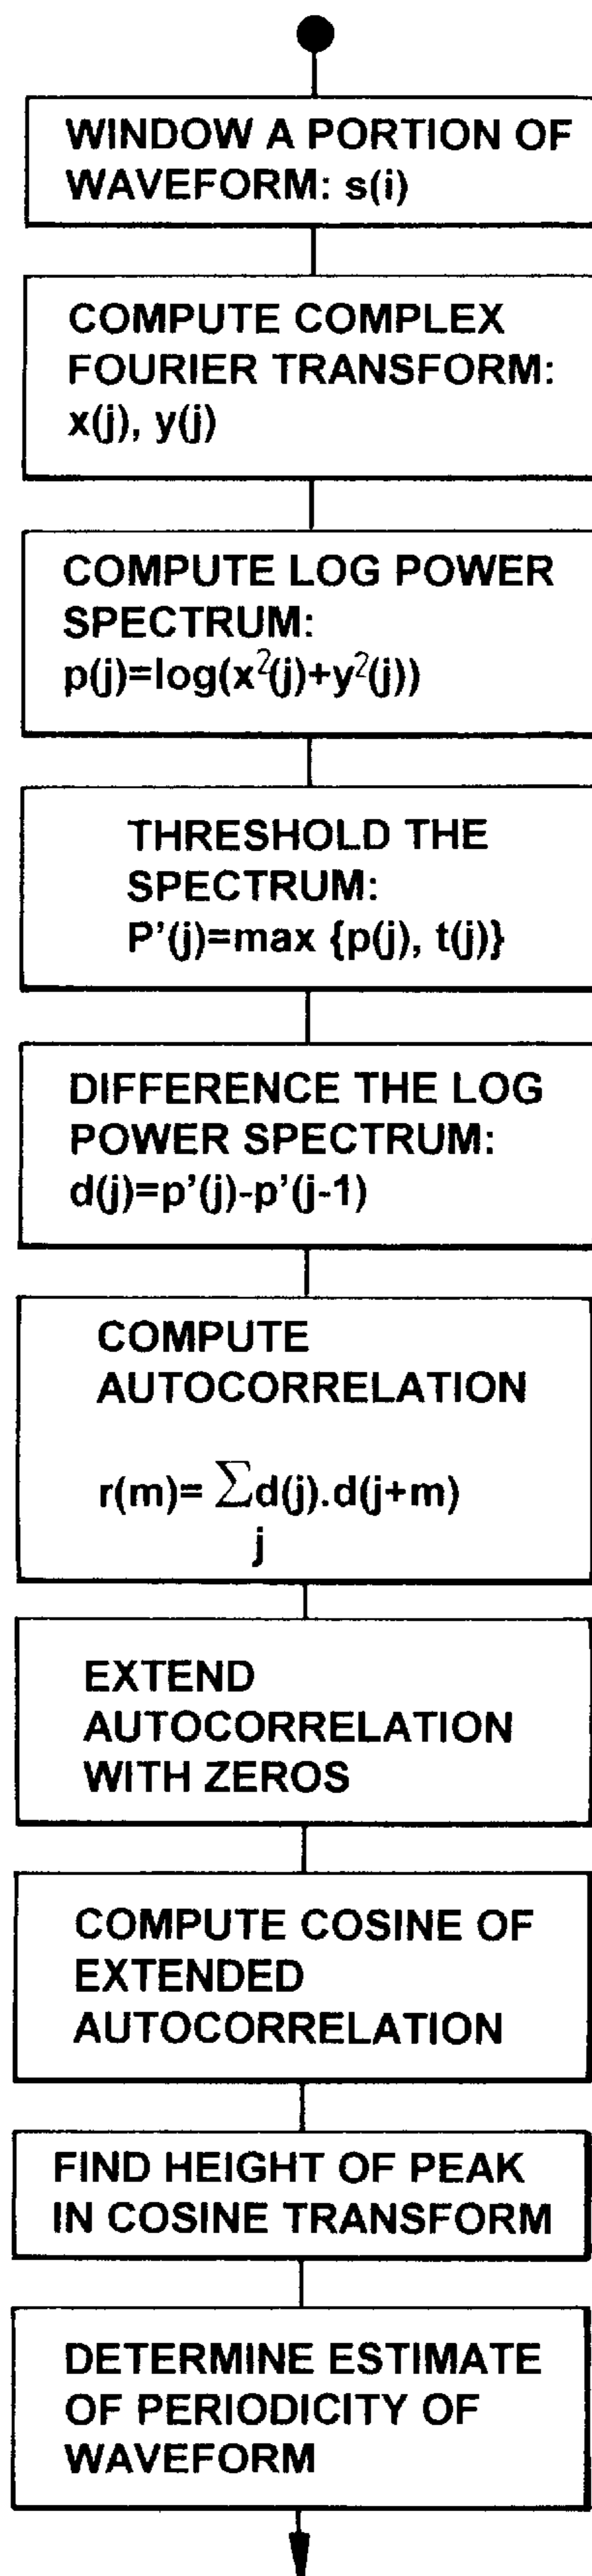 WINDOW A PORTION OF
WAVEFORM: s(i)
COMPUTE COMPLEX
FOURIER TRANSFORM:
x(j), y(j)
COMPUTE LOG POWER
SPECTRUM:
p(j)=log(x²(j)+y²(j))
THRESHOLD THE
SPECTRUM:
P'(j)=max {p(j), t(j)}
DIFFERENCE THE LOG
POWER SPECTRUM:
d(j)=p'(j)-p'(j-1)
COMPUTE
AUTOCORRELATION
r(m)= ∑d(j).d(j+m)
j
EXTEND
AUTOCORRELATION
WITH ZEROS
COMPUTE COSINE OF
EXTENDED
AUTOCORRELATION
FIND HEIGHT OF PEAK
IN COSINE TRANSFORM
DETERMINE ESTIMATE
OF PERIODICITY OF
WAVEFORM